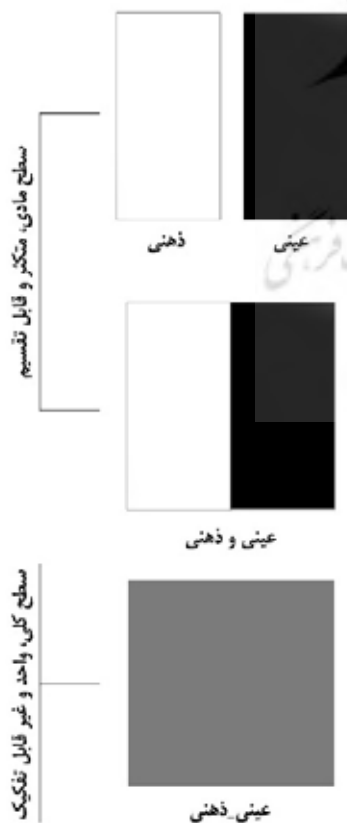 سطح مادی، متکثر و قابل تقسیم
عینی
ذهنی
عینی و ذهنی
سطح کلی، واحد و غیر قابل تفکیک
عینی_ذهنی